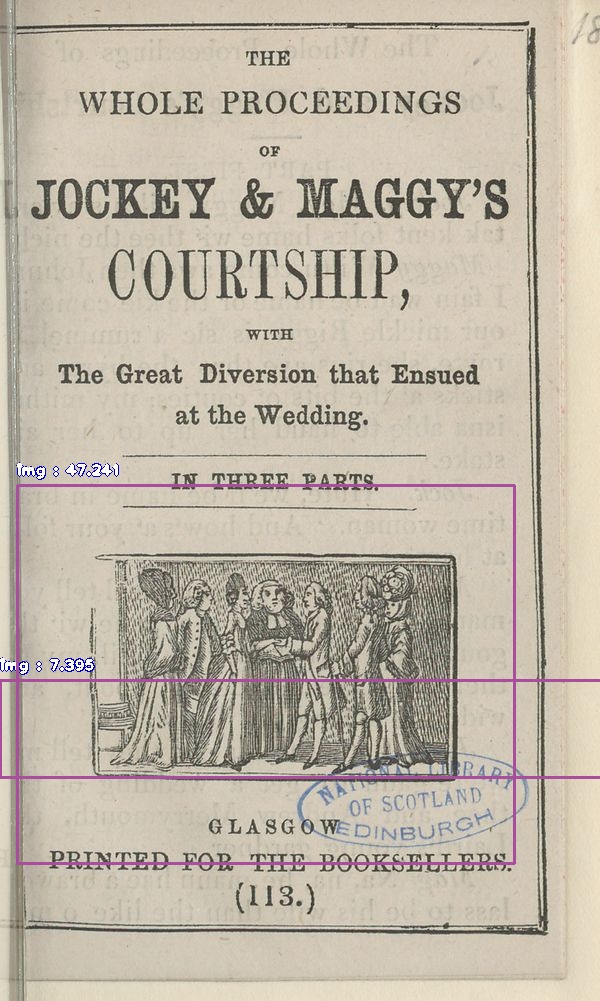 18
THE
WHOLE PROCEEDINGS
OF
JOCKEY & MAGGY'S
COURTSHIP,
WITH
The Great Diversion that Ensued
at the Wedding.
img : 47.241
IN THREE PARTS.
img : 7.395
NATIONAL LIBRARY
OF SCOTLAND
EDINBURGH
GLASGOW
PRINTED FOR THE BOOKSELLERS.
(113.)